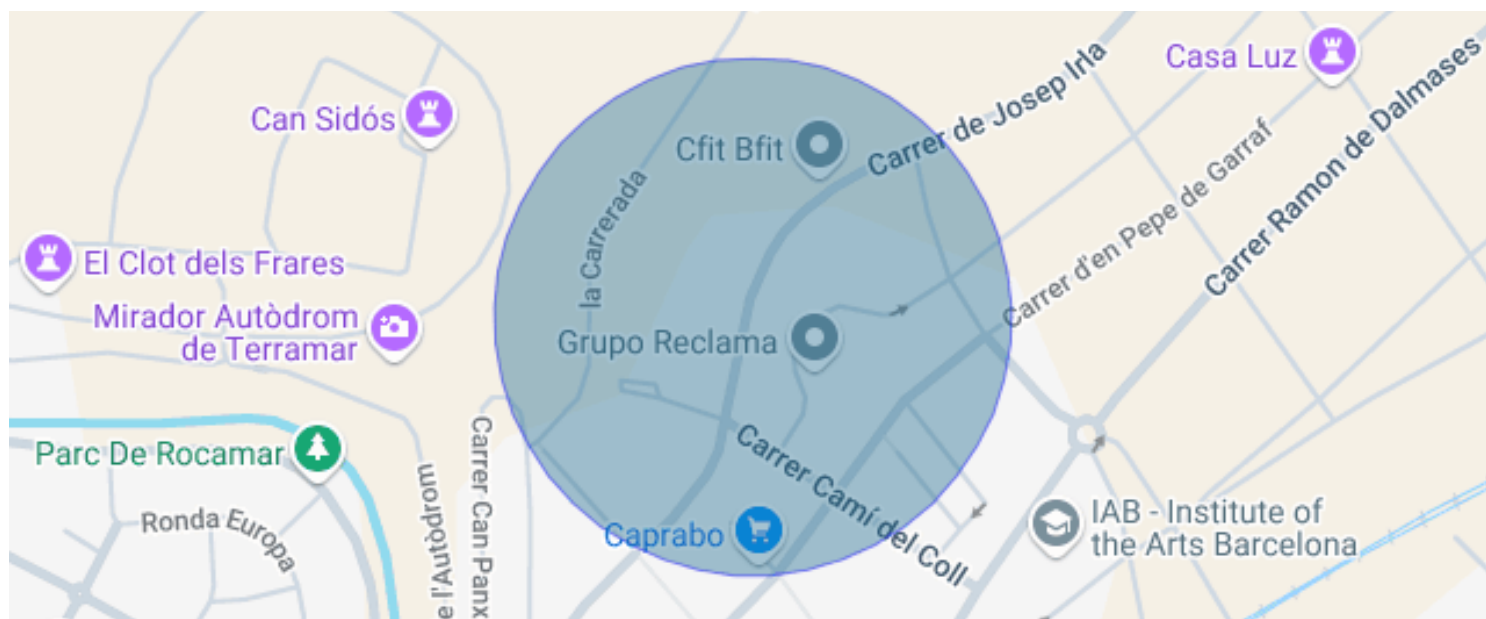 Casa Luz
Carrer de Josep Irla
Carrer Ramon de Dalmases
Can Sidós
Cfit Bfit
Carrer d'en Pepe de Garraf
la Carrerada
El Clot dels Frares
Mirador Autòdrom
de Terramar
Grupo Reclama
Parc De Rocamar
Carrer Can Panx
e l'Autòdrom
Carrer Camí del Coll
Ronda Europa
Caprabo
IAB - Institute of
the Arts Barcelona